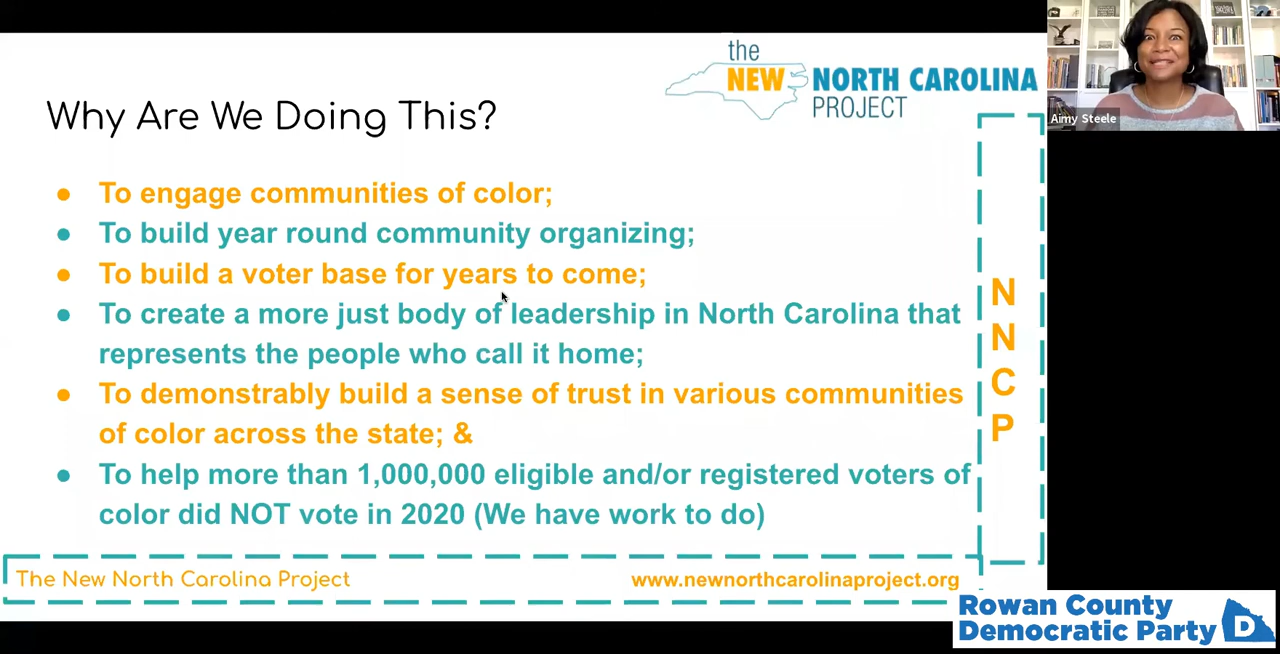 the
NEW NORTH CAROLINA
PROJECT
Aimy Steele
Why Are We Doing This?
To engage communities of color;
To build year round community organizing;
To build a voter base for years to come;
To create a more just body of leadership in North Carolina that
represents the people who call it home;
To demonstrably build a sense of trust in various communities
of color across the state; &
To help more than 1,000,000 eligible and/or registered voters of
color did NOT vote in 2020 (We have work to do)
N
N
C
P
The New North Carolina Project
www.newnorthcarolinaproject.org
Rowan County
Democratic Party
D